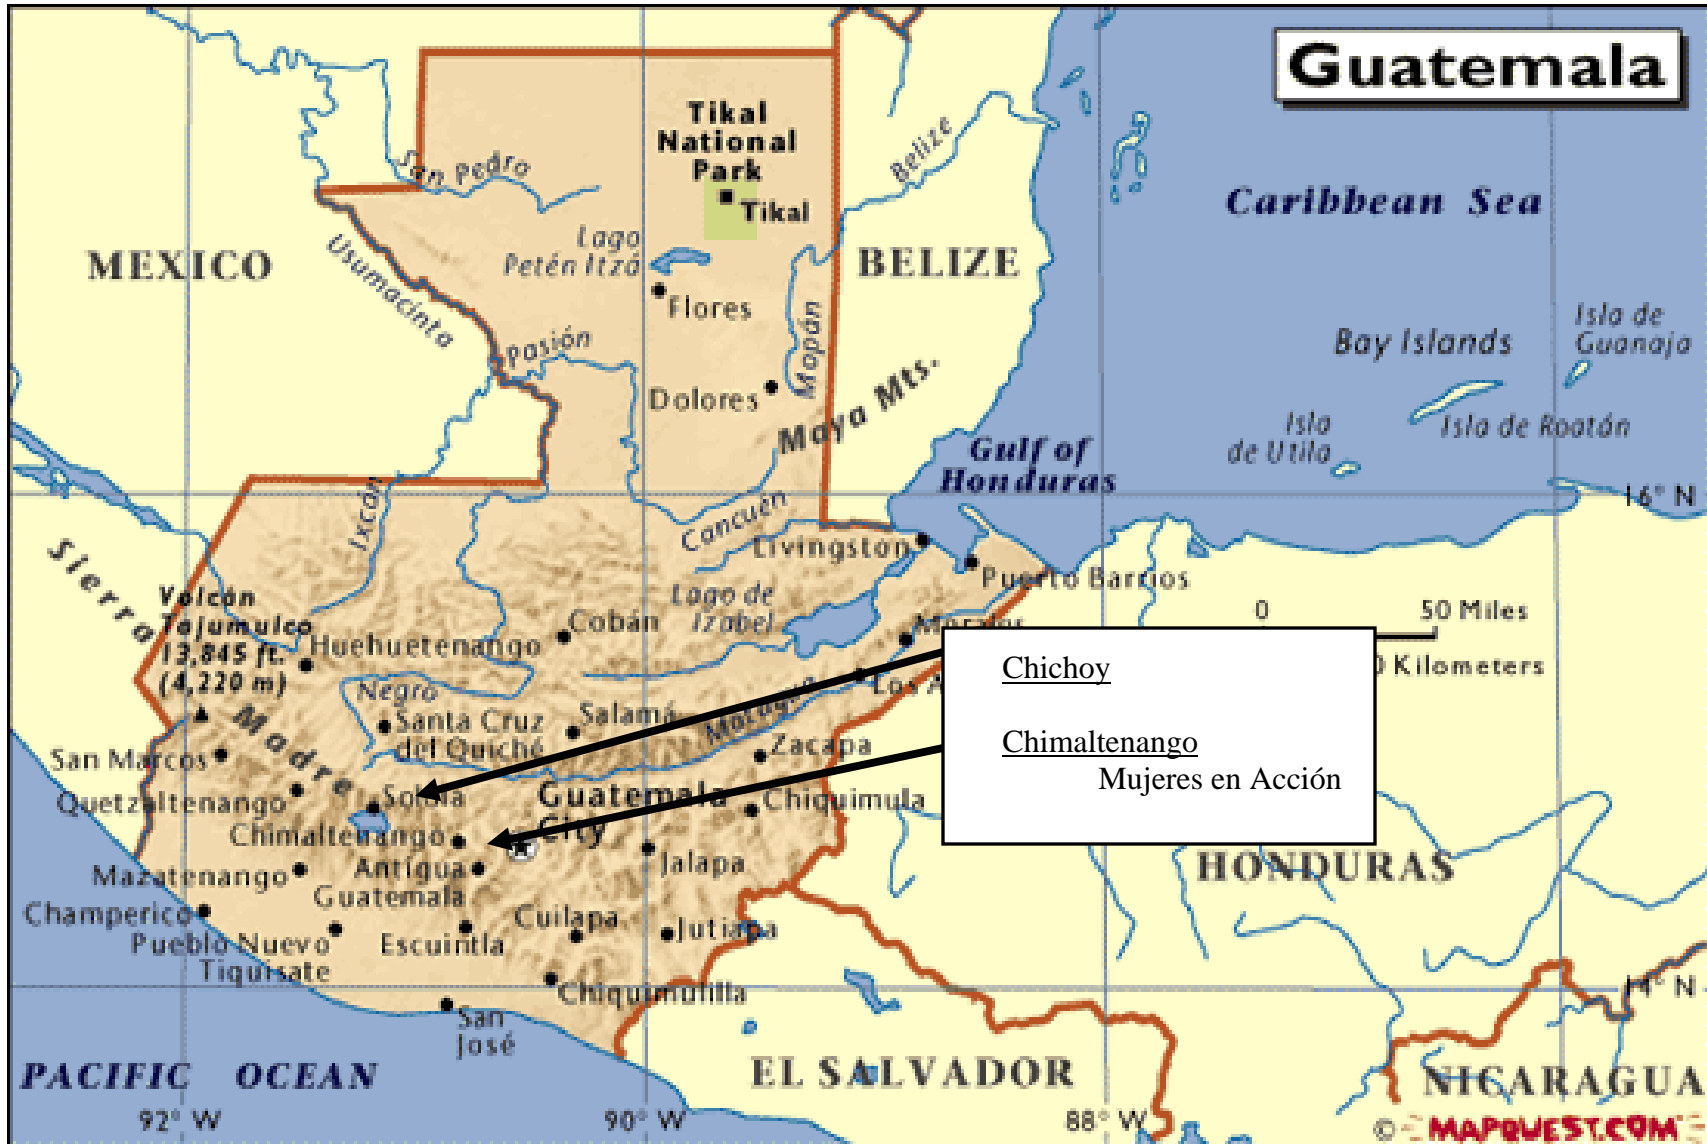 Guatemala
Tikal
National
Park
Tikal
San Pedro
Belize
Caribbean Sea
MEXICO
Usumacinta
Lago
Petén Itzá
BELIZE
Flores
Mopán
Pasión
Isla de
Guanaja
Bay Islands
Dolores
Maya Mts.
Isla
de Utila
Isla de Roatán
Gulf of
Honduras
16° N
Ixcán
Cancuén
Livingston
Puerto Barrios
Sierra Madre
Volcán
Tajumulco
13,845 ft.
(4,220 m)
Huehuetenango
Cobán
Lago de
Izabel
Morales
0 50 Miles
0 Kilometers
Chichoy
Chimaltenango
Mujeres en Acción
Negro
Santa Cruz
del Quiché
Salamá
Motagua
Los A
Zacapa
San Marcos
Quetzaltenango
Sololá
Guatemala
City
Chiquimula
Chimaltenango
Antigua
Guatemala
Jalapa
HONDURAS
Mazatenango
Champerico
Pueblo Nuevo
Tiquisate
Escuintla
Cuilapa
Jutiapa
Chiquimulilla
14° N
San
José
PACIFIC OCEAN
EL SALVADOR
NICARAGUA
92° W
90° W
88° W
© MAPQUEST.COM